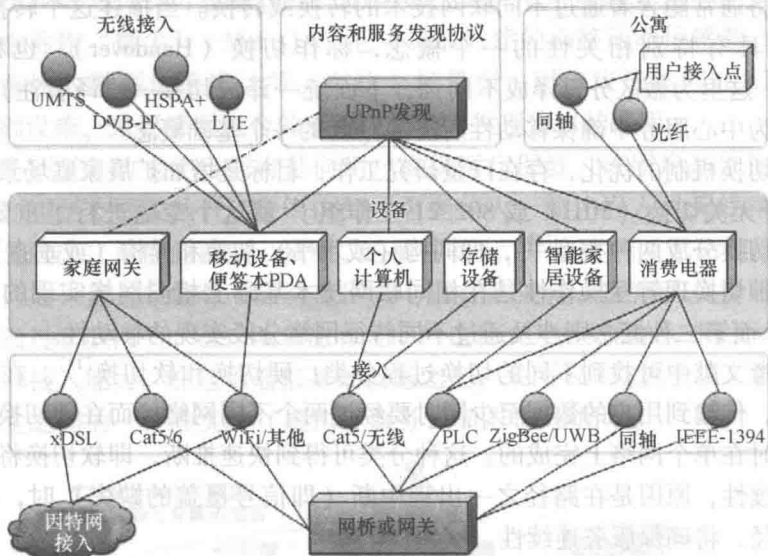 无线接入
内容和服务发现协议
公寓
UMTS
HSPA+
DVB-H
LTE
UPnP发现
用户接入点
同轴
光纤
设备
家庭网关
移动设备、
便签本PDA
个人
计算机
存储
设备
智能家
居设备
消费电器
接入
xDSL
Cat5/6
WiFi/其他
Cat5/无线
PLC
ZigBee/UWB
同轴
IEEE-1394
因特网
接入
网桥或网关